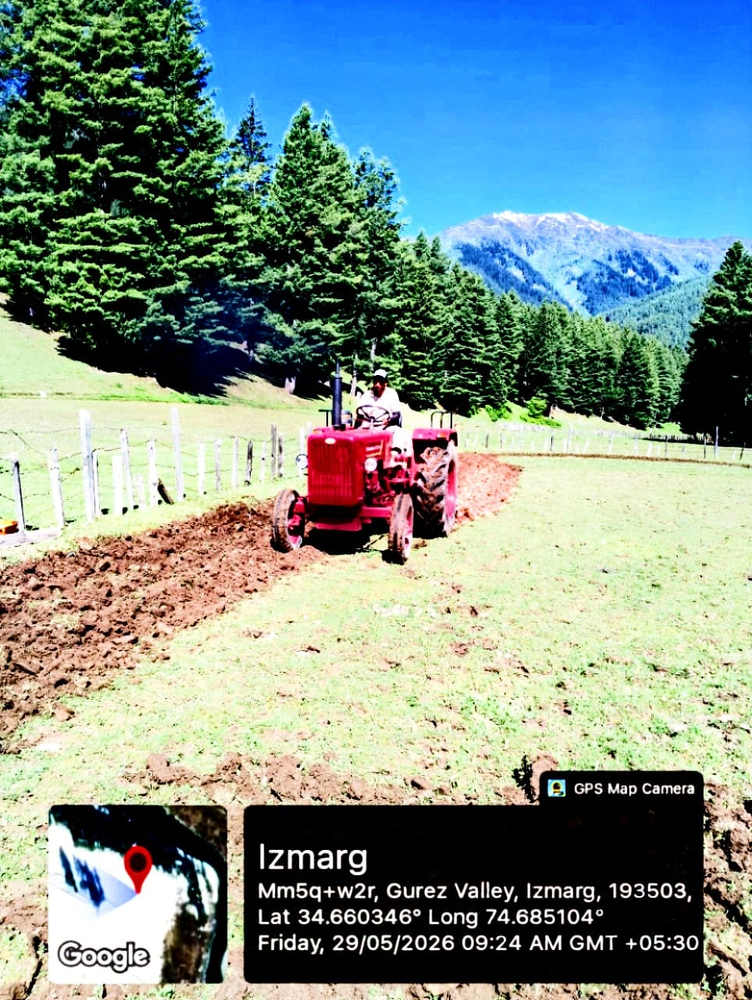 GPS Map Camera
Izmarg
Mm5q+w2r, Gurez Valley, Izmarg, 193503,
Lat 34.660346° Long 74.685104°
Friday, 29/05/2026 09:24 AM GMT +05:30
Google